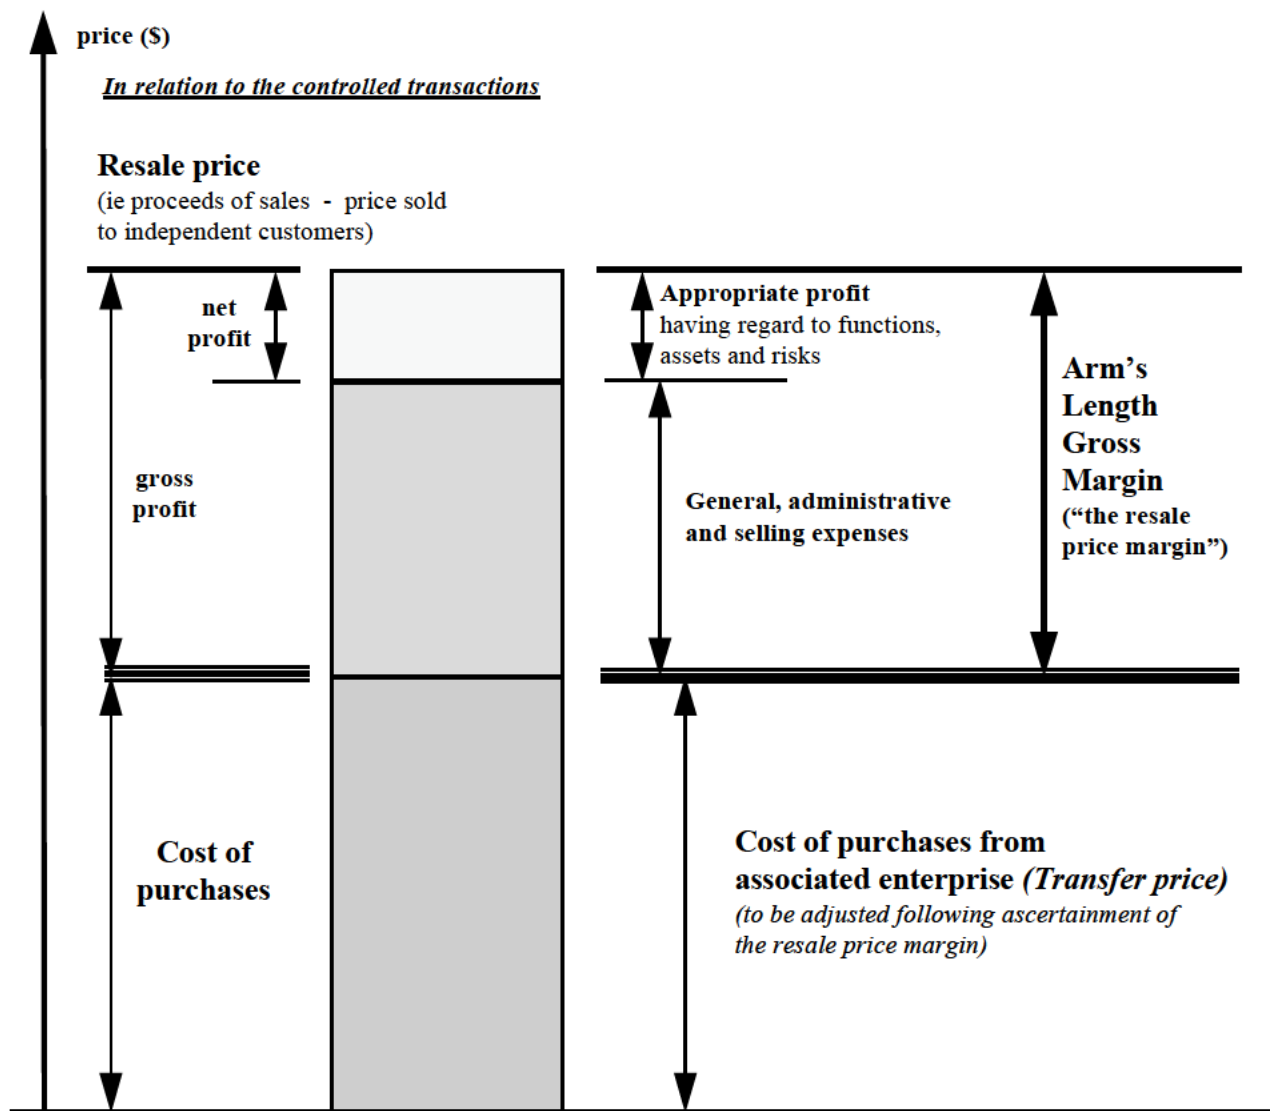 price ($)
In relation to the controlled transactions
Resale price
(ie proceeds of sales - price sold
to independent customers)
net
profit
gross
profit
Cost of
purchases
Appropriate profit
having regard to functions,
assets and risks
General, administrative
and selling expenses
Arm’s
Length
Gross
Margin
(“the resale
price margin”)
Cost of purchases from
associated enterprise (Transfer price)
(to be adjusted following ascertainment of
the resale price margin)